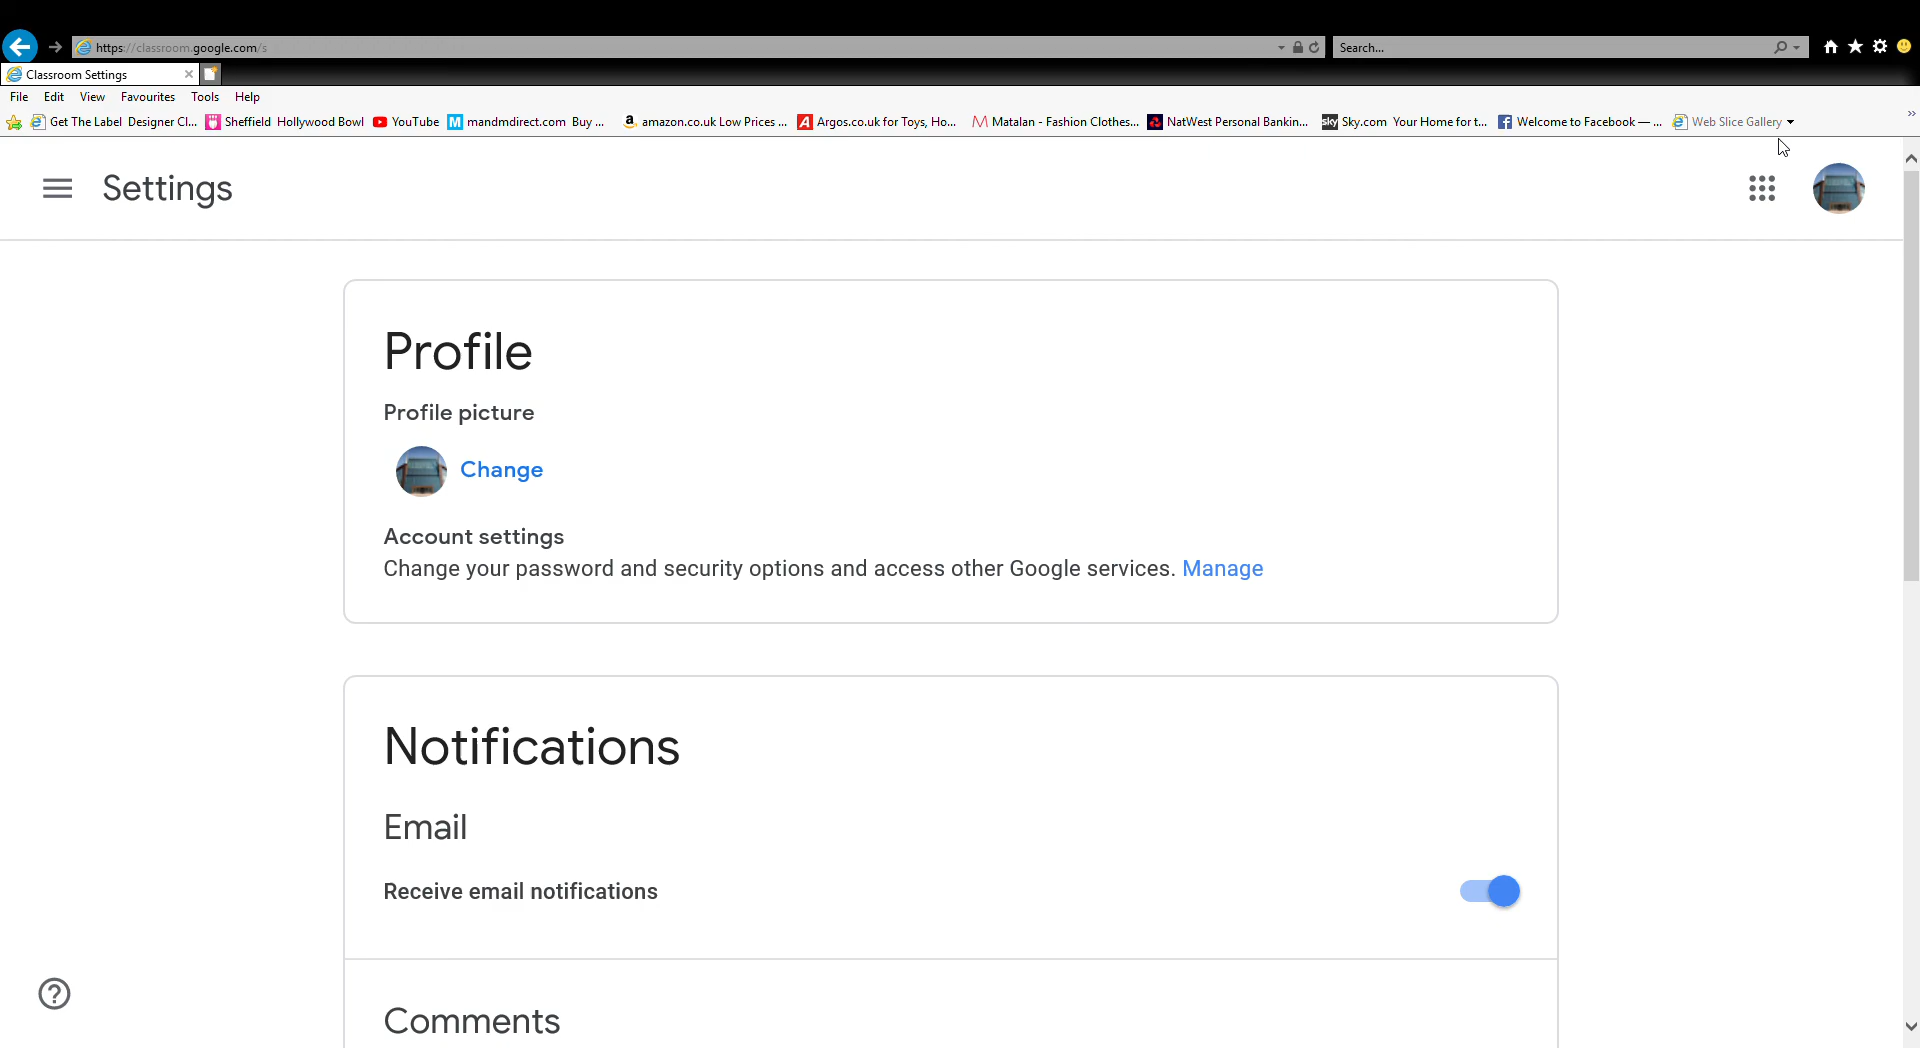 https://classroom.google.com/s
Search...
Classroom Settings
File Edit View Favourites Tools Help
Get The Label Designer Cl... Sheffield Hollywood Bowl YouTube M mandmdirect.com Buy ... a amazon.co.uk Low Prices ... A Argos.co.uk for Toys, Ho... M Matalan - Fashion Clothes... NatWest Personal Bankin... sky Sky.com Your Home for t... f Welcome to Facebook — ... Web Slice Gallery
Settings
Profile
Profile picture
Change
Account settings
Change your password and security options and access other Google services. Manage
Notifications
Email
Receive email notifications
Comments